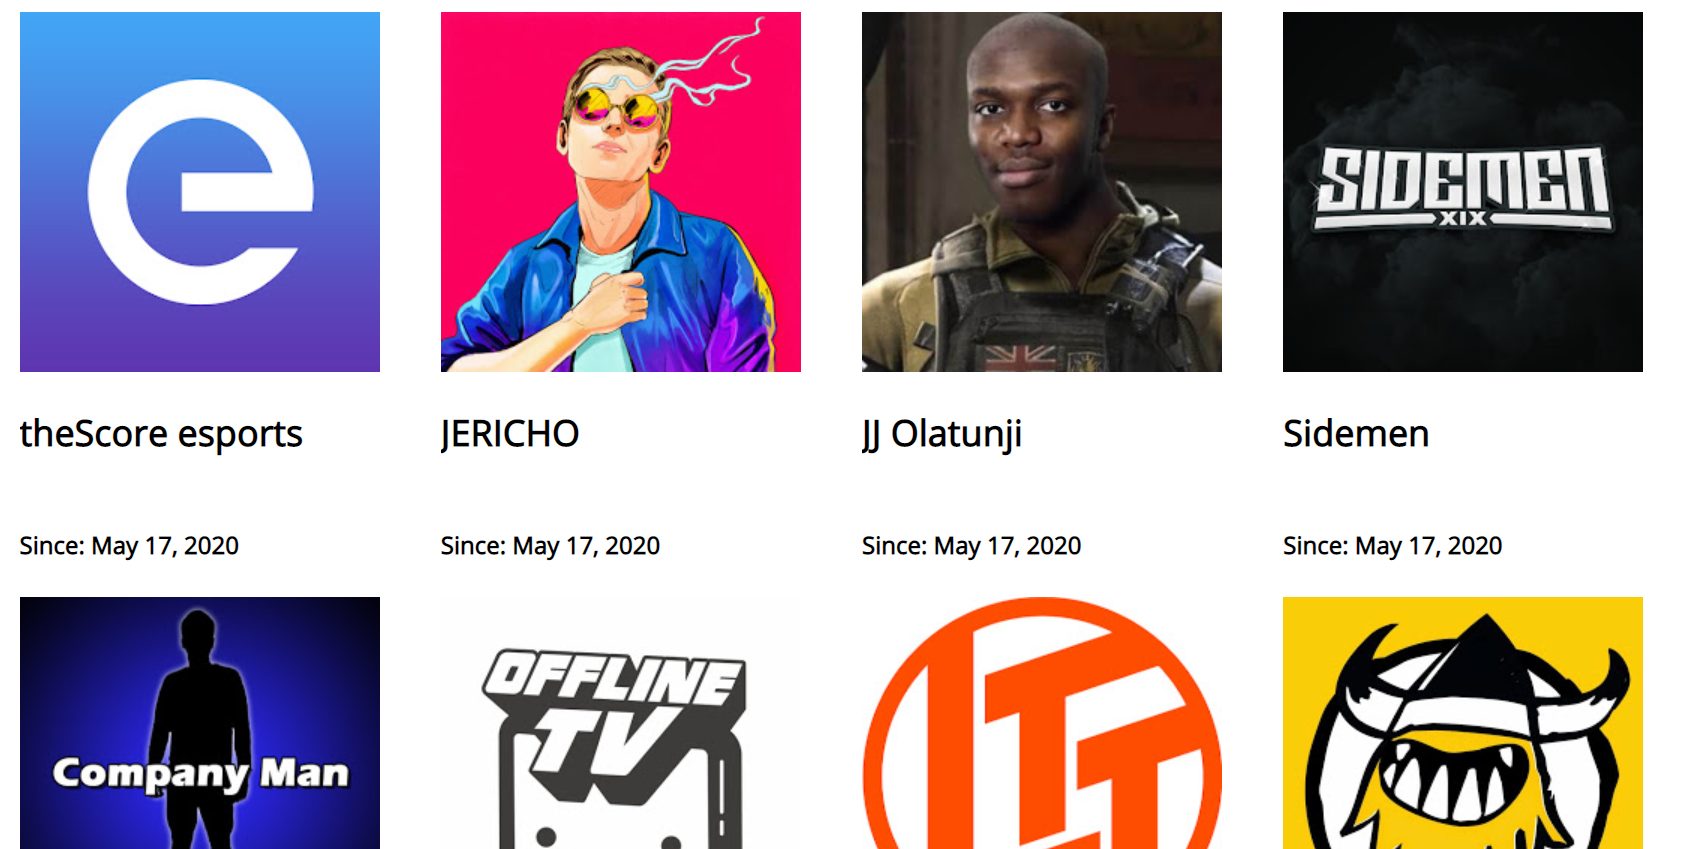 e
SIDEMEN
XIX
theScore esports
JERICHO
JJ Olatunji
Sidemen
Since: May 17, 2020
Since: May 17, 2020
Since: May 17, 2020
Since: May 17, 2020
Company Man
OFFLINE
TV
LTT